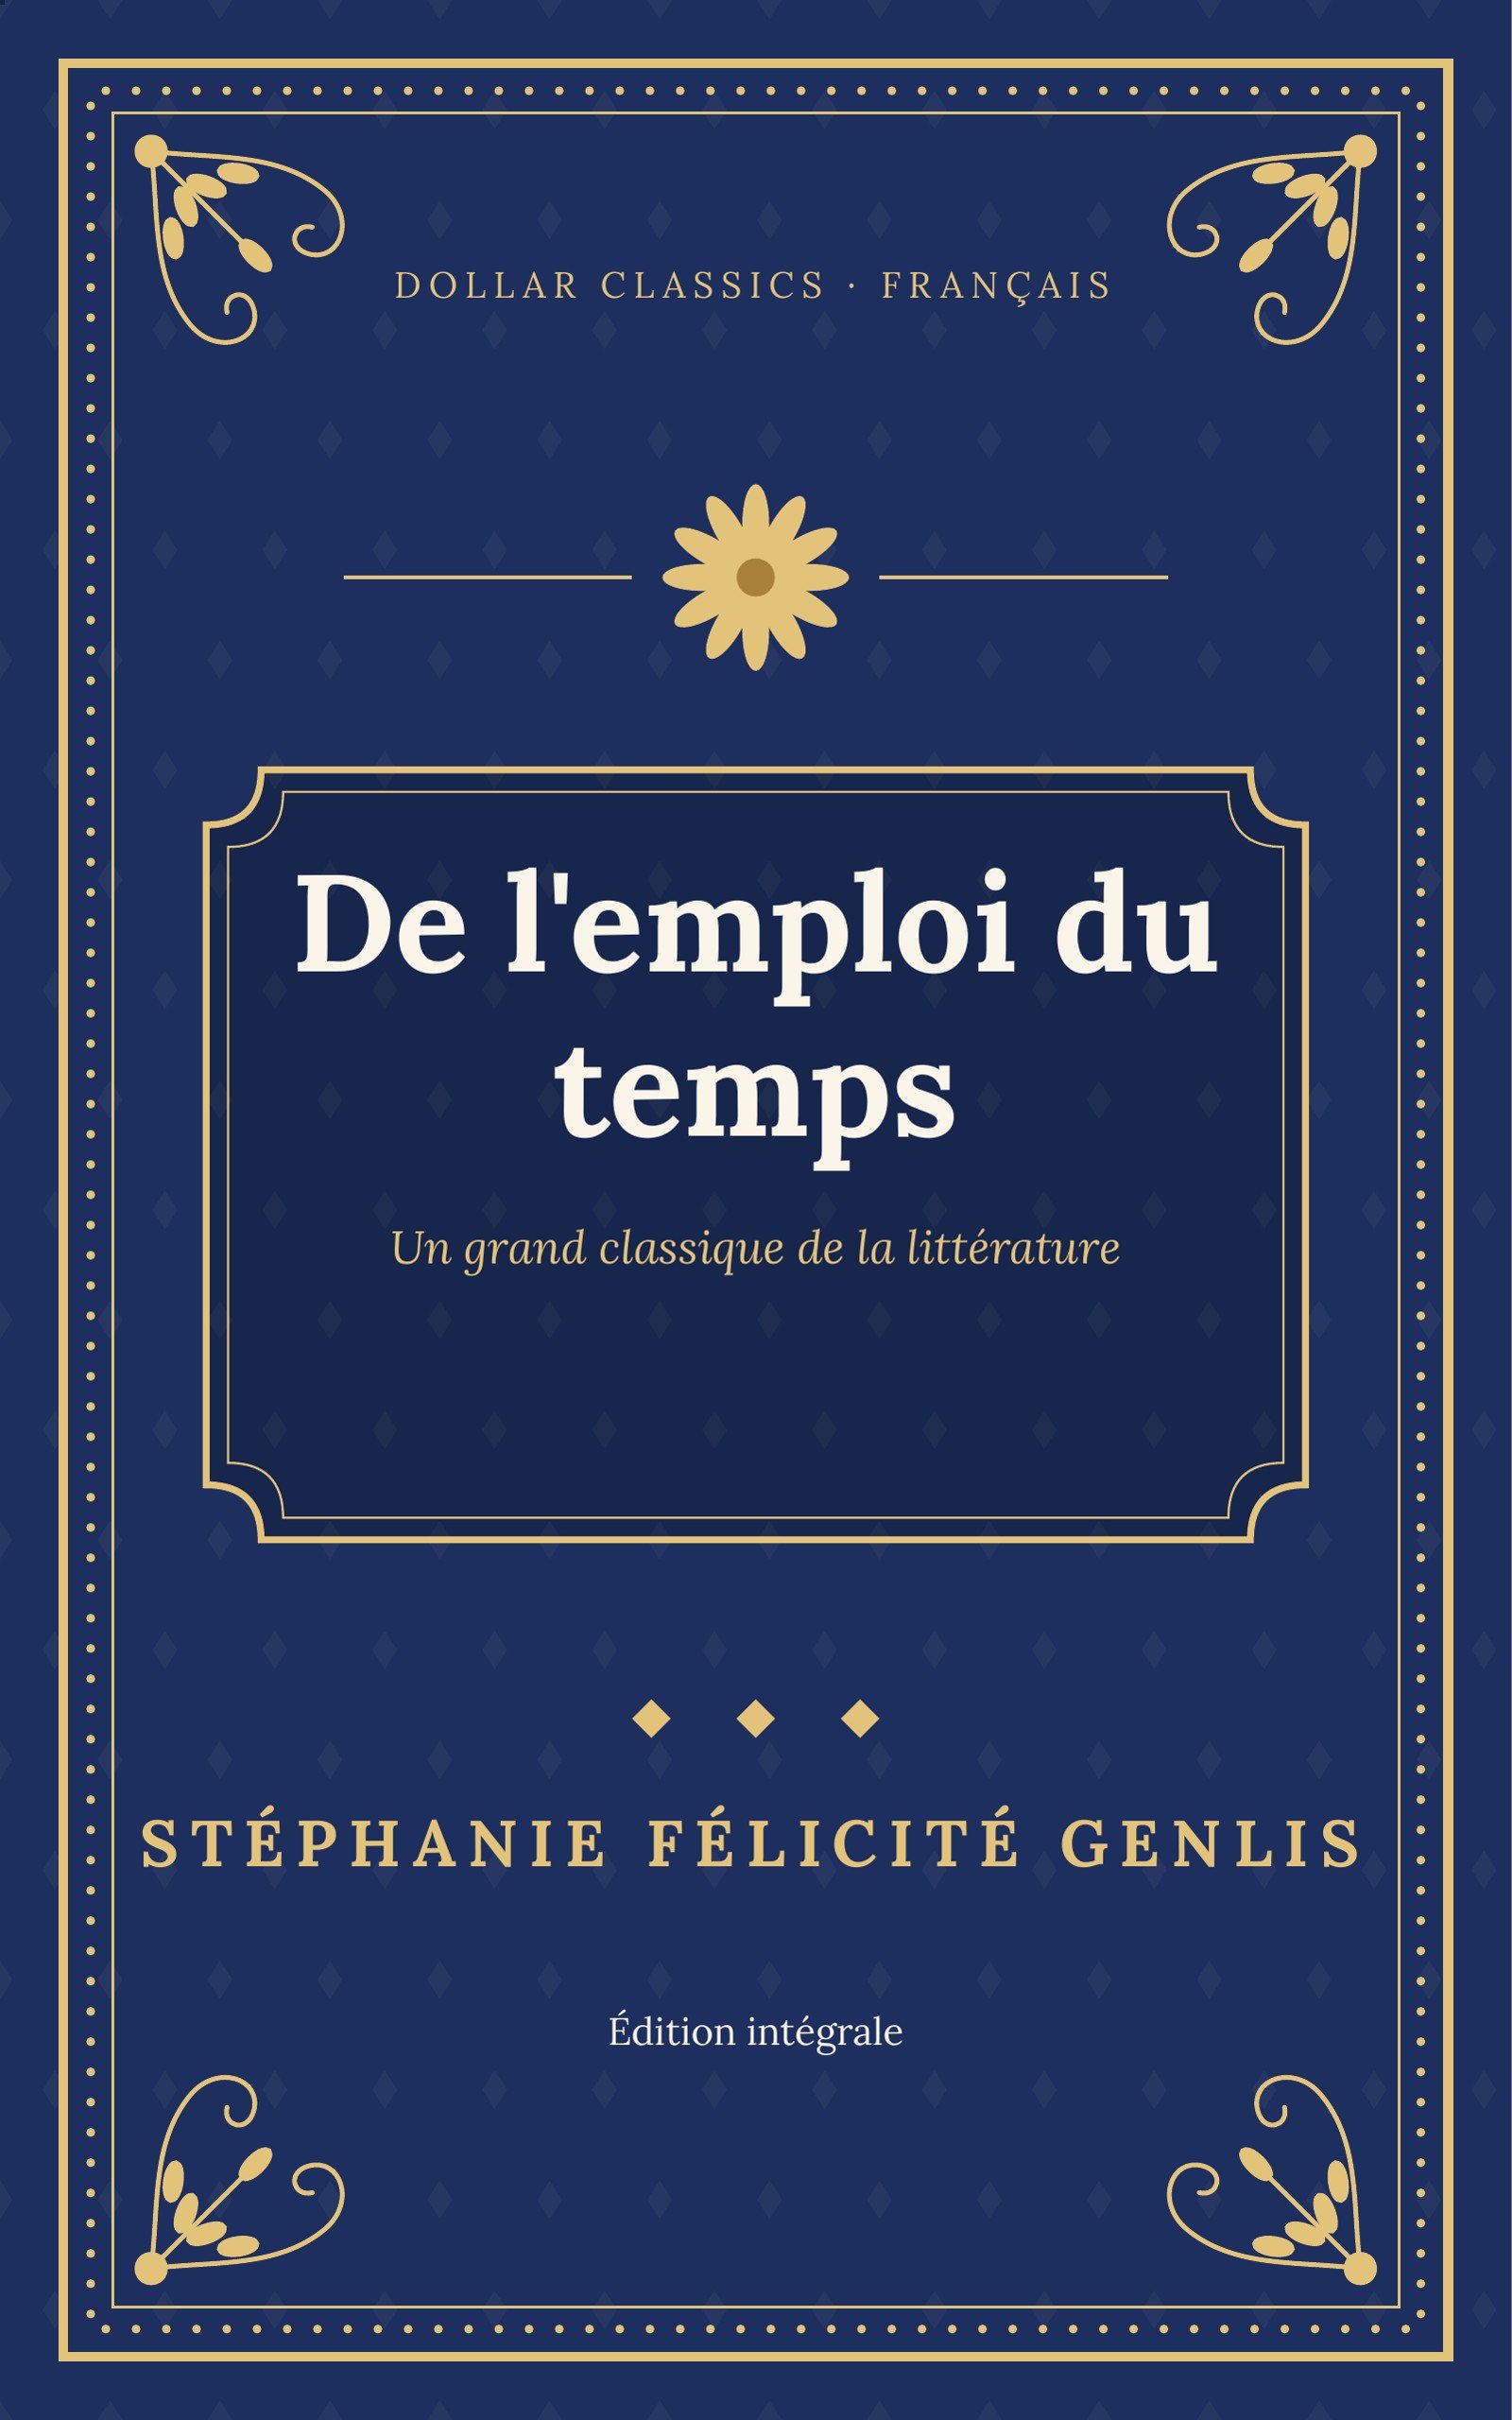 DOLLAR CLASSICS · FRANÇAIS
De l'emploi du
temps
Un grand classique de la littérature
STÉPHANIE FÉLICITÉ GENLIS
Édition intégrale